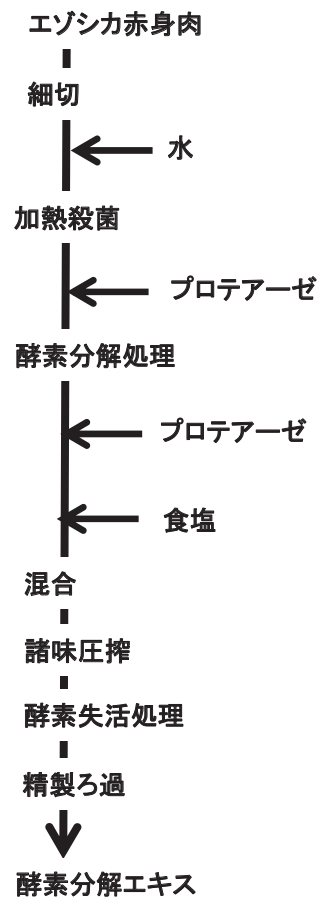 エゾシカ赤身肉
細切
水
加熱殺菌
プロテアーゼ
酵素分解処理
プロテアーゼ
食塩
混合
諸味圧搾
酵素失活処理
精製ろ過
酵素分解エキス